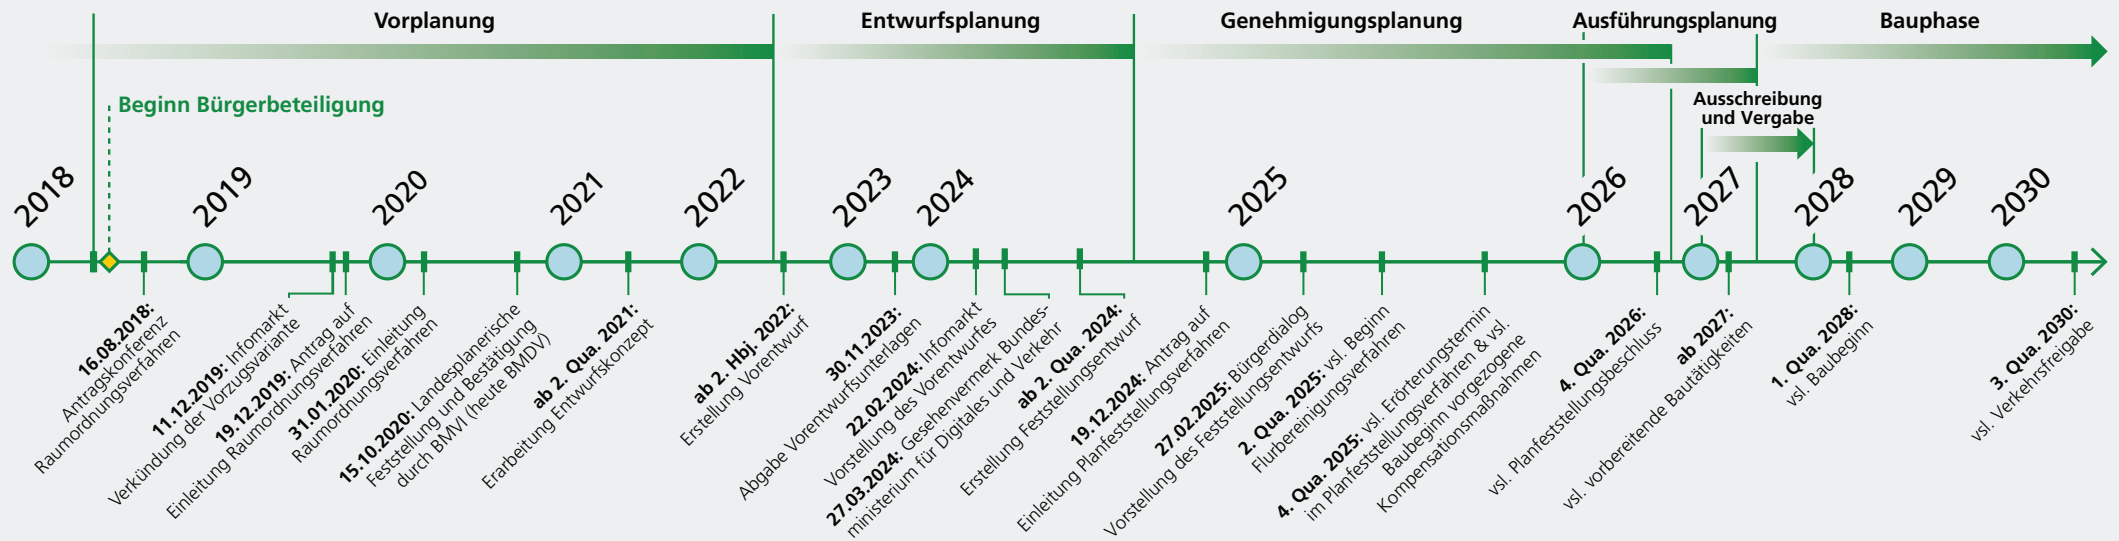 Vorplanung
Entwurfsplanung
Genehmigungsplanung
Ausführungsplanung
Bauphase
Beginn Bürgerbeteiligung
Ausschreibung
und Vergabe
2018
2019
2020
2021
2022
2023
2024
2025
2026
2027
2028
2029
2030
16.08.2018:
Antragskonferenz
Raumordnungsverfahren
11.12.2019: Infomarkt
Verkündung der Vorzugsvariante
19.12.2019: Antrag auf
Einleitung Raumordnungsverfahren
31.01.2020: Einleitung
Raumordnungsverfahren
15.10.2020: Landesplanerische
Feststellung und Bestätigung
durch BMVI (heute BMDV)
ab 2. Qua. 2021:
Erarbeitung Entwurfskonzept
ab 2. Hbj. 2022:
Erstellung Vorentwurf
30.11.2023:
Abgabe Vorentwurfsunterlagen
22.02.2024: Infomarkt
Vorstellung des Vorentwurfes
27.03.2024: Gesehenvermerk Bundes-
ministerium für Digitales und Verkehr
ab 2. Qua. 2024:
Erstellung Feststellungsentwurf
19.12.2024: Antrag auf
Einleitung Planfeststellverfahren
27.02.2025: Bürgerdialog
Vorstellung des Feststellungsentwurfs
2. Qua. 2025: vsl. Beginn
Flurbereinigungsverfahren
4. Qua. 2025: vsl. Erörterungstermin
im Planfeststellungsverfahren & vsl.
Baubeginn vorgezogene
Kompensationsmaßnahmen
4. Qua. 2026:
vsl. Planfeststellungsbeschluss
ab 2027:
vsl. vorbereitende Bautätigkeiten
1. Qua. 2028:
vsl. Baubeginn
3. Qua. 2030:
vsl. Verkehrsfreigabe